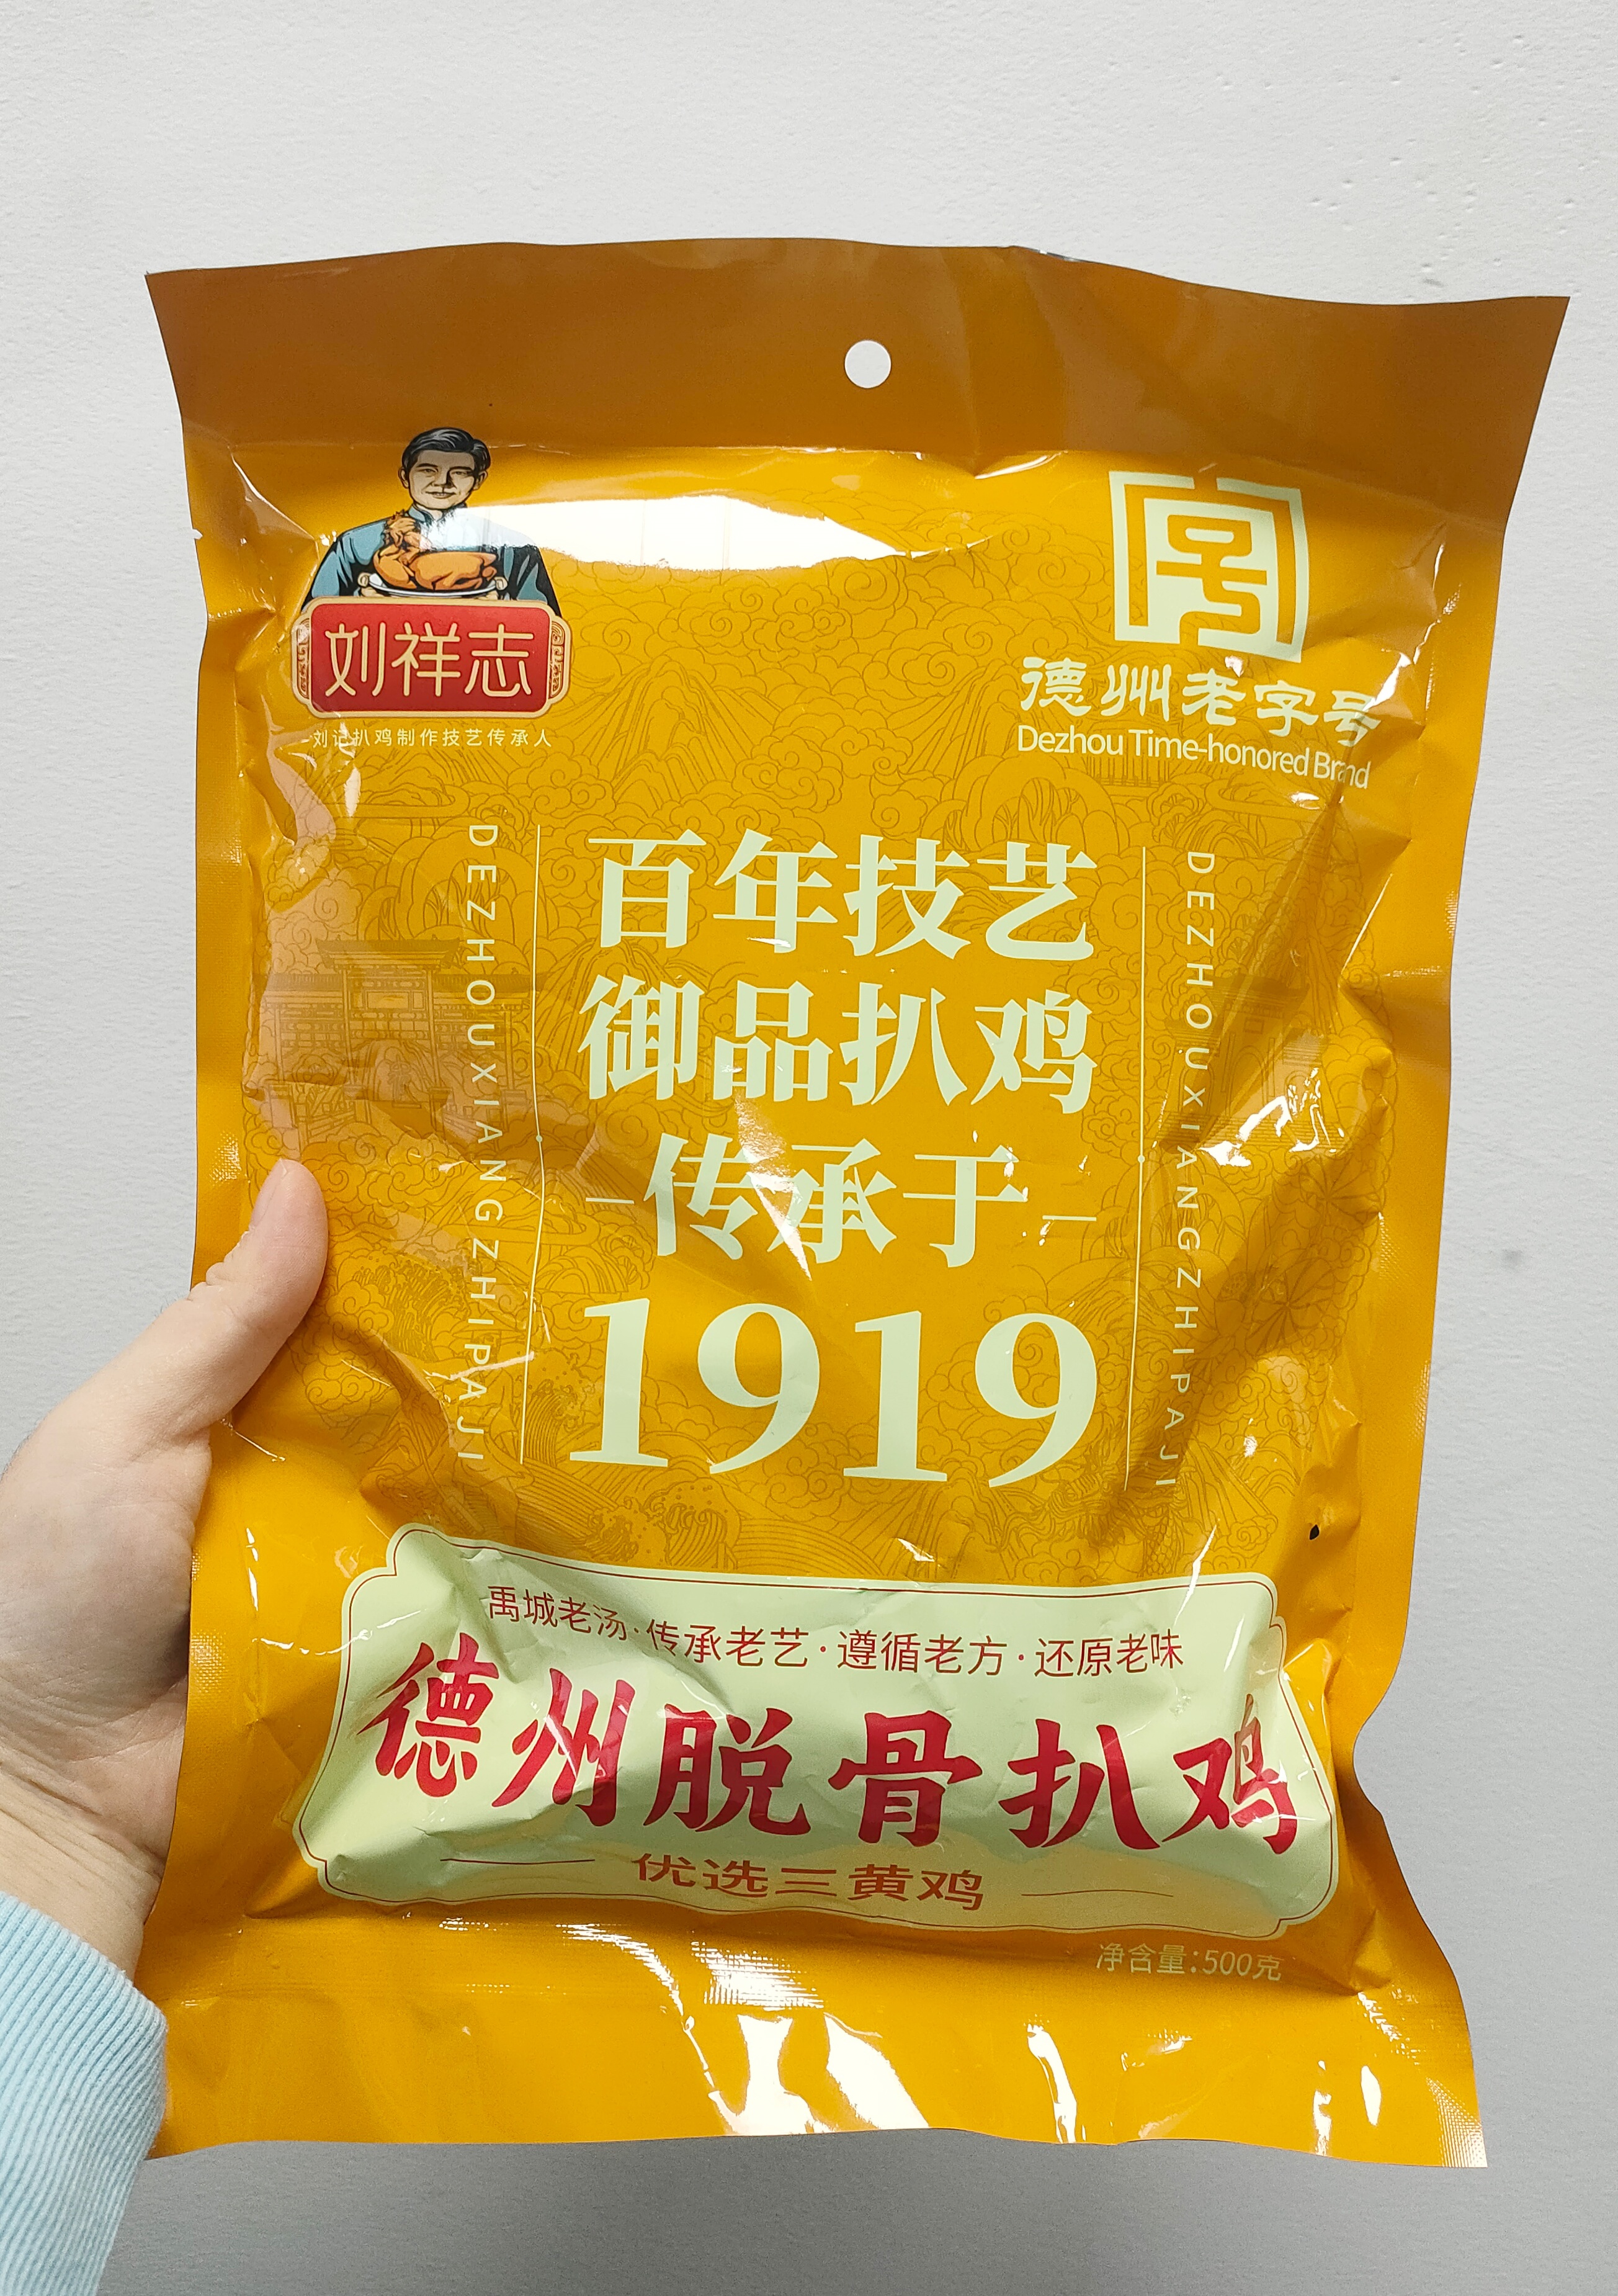 刘祥志
刘记扒鸡制作技艺传承人
德州老字号
Dezhou Time-honored Brand
DEZHOUXIANGZHIPAJI
百年技艺
御品扒鸡
传承于
1919
DEZHOUXIANGZHIPAJI
禹城老汤·传承老艺·遵循老方·还原老味
德州脱骨扒鸡
优选三黄鸡
净含量:500克